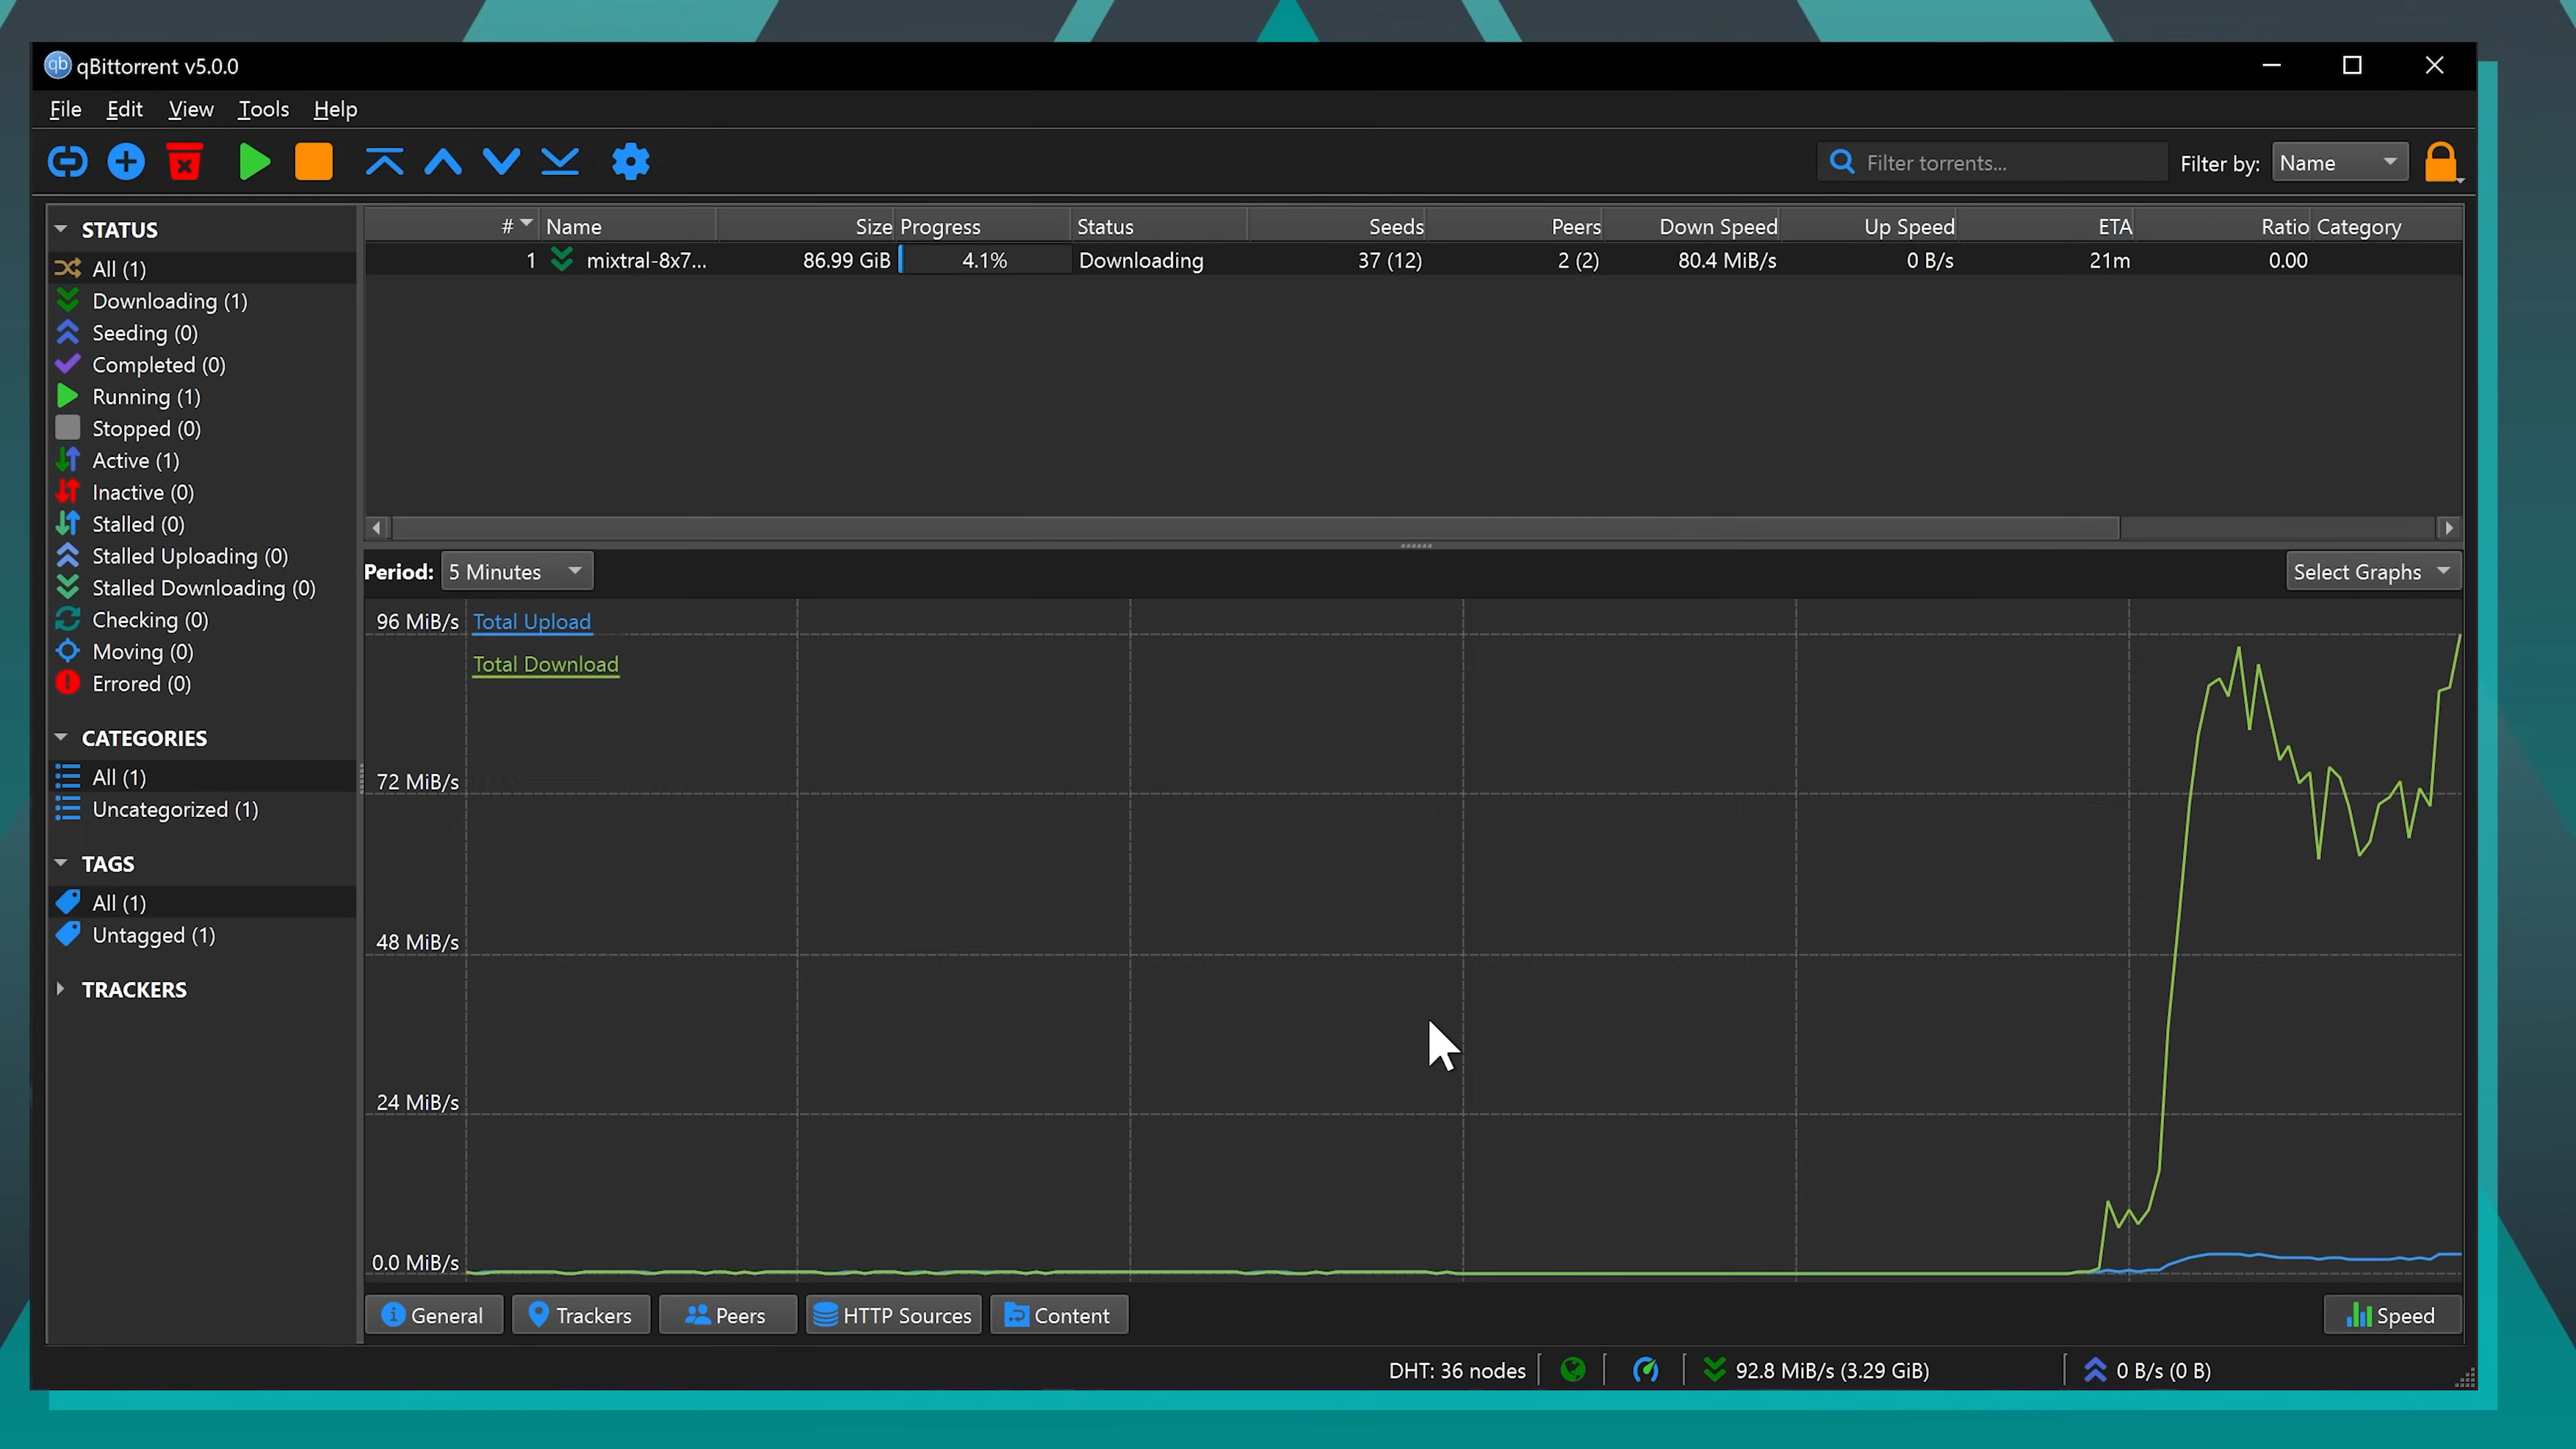 qb qBittorrent v5.0.0
File Edit View Tools Help
Filter torrents... Filter by: Name
STATUS
All (1)
Downloading (1)
Seeding (0)
Completed (0)
Running (1)
Stopped (0)
Active (1)
Inactive (0)
Stalled (0)
Stalled Uploading (0)
Stalled Downloading (0)
Checking (0)
Moving (0)
Errored (0)
CATEGORIES
All (1)
Uncategorized (1)
TAGS
All (1)
Untagged (1)
TRACKERS
# Name Size Progress Status Seeds Peers Down Speed Up Speed ETA Ratio Category
1 mixtral-8x7... 86.99 GiB 4.1% Downloading 37 (12) 2 (2) 80.4 MiB/s 0 B/s 21m 0.00
Period: 5 Minutes Select Graphs
96 MiB/s Total Upload
Total Download
72 MiB/s
48 MiB/s
24 MiB/s
0.0 MiB/s
General Trackers Peers HTTP Sources Content Speed
DHT: 36 nodes 92.8 MiB/s (3.29 GiB) 0 B/s (0 B)